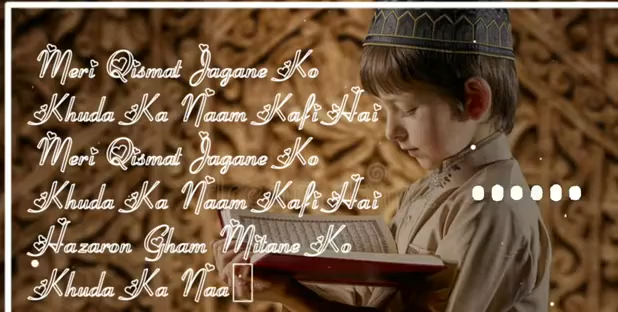 Meri Qismat Jagane Ko
Khuda Ka Naam Kafi Hai
Meri Qismat Jagane Ko
Khuda Ka Naam Kafi Hai
Hazaron Gham Mitane Ko
Khuda Ka Naa